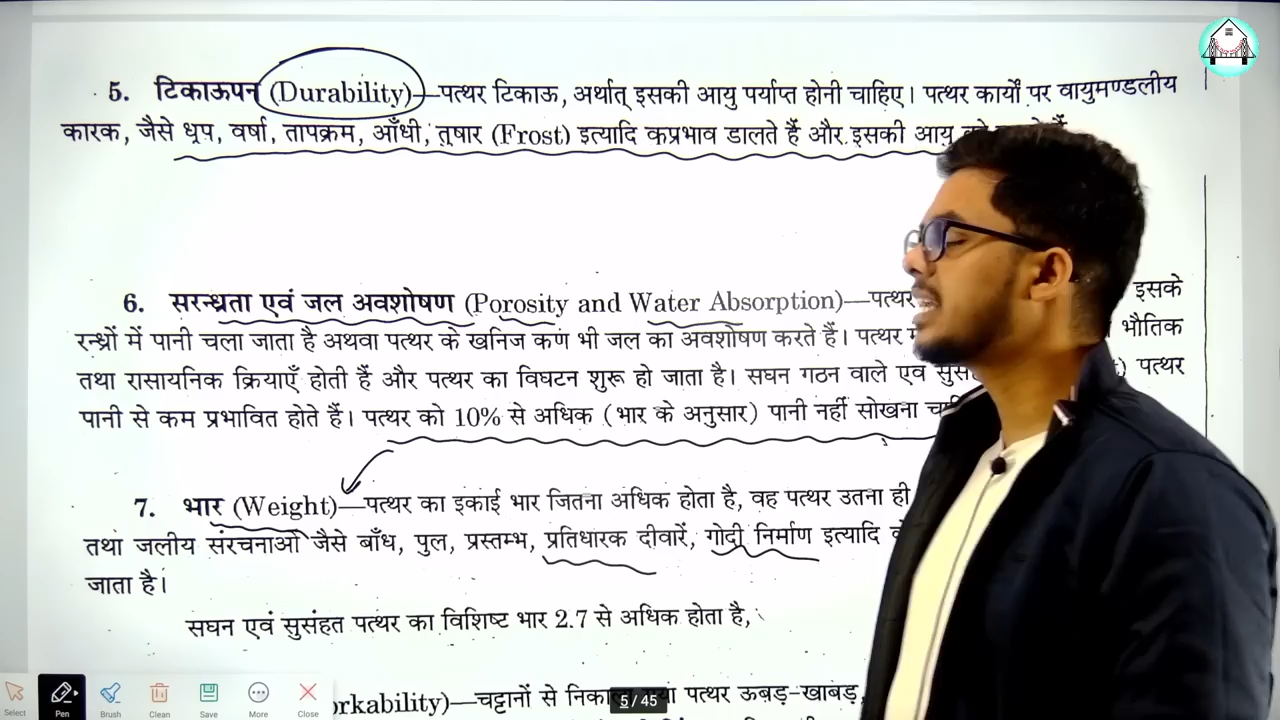 5. टिकाऊपन (Durability)—पत्थर टिकाऊ, अर्थात् इसकी आयु पर्याप्त होनी चाहिए। पत्थर कार्यों पर वायुमण्डलीय
कारक, जैसे धूप, वर्षा, तापक्रम, आँधी, तुषार (Frost) इत्यादि कप्रभाव डालते हैं और इसकी आयु
6. सरन्ध्रता एवं जल अवशोषण (Porosity and Water Absorption)—पत्थर इसके
रन्ध्रों में पानी चला जाता है अथवा पत्थर के खनिज कण भी जल का अवशोषण करते हैं। पत्थर भौतिक
तथा रासायनिक क्रियाएँ होती हैं और पत्थर का विघटन शुरू हो जाता है। सघन गठन वाले एवं पत्थर
पानी से कम प्रभावित होते हैं। पत्थर को 10% से अधिक (भार के अनुसार) पानी नहीं सोखना
7. भार (Weight)—पत्थर का इकाई भार जितना अधिक होता है, वह पत्थर उतना ही
तथा जलीय संरचनाओं जैसे बाँध, पुल, प्रस्तम्भ, प्रतिधारक दीवारें, गोदी निर्माण इत्यादि
जाता है।
सघन एवं सुसंहत पत्थर का विशिष्ट भार 2.7 से अधिक होता है,
rkability)—चट्टानों से निकाला गया पत्थर ऊबड़-खाबड़,
5 / 45
Select Pen Brush Clean Save More Close